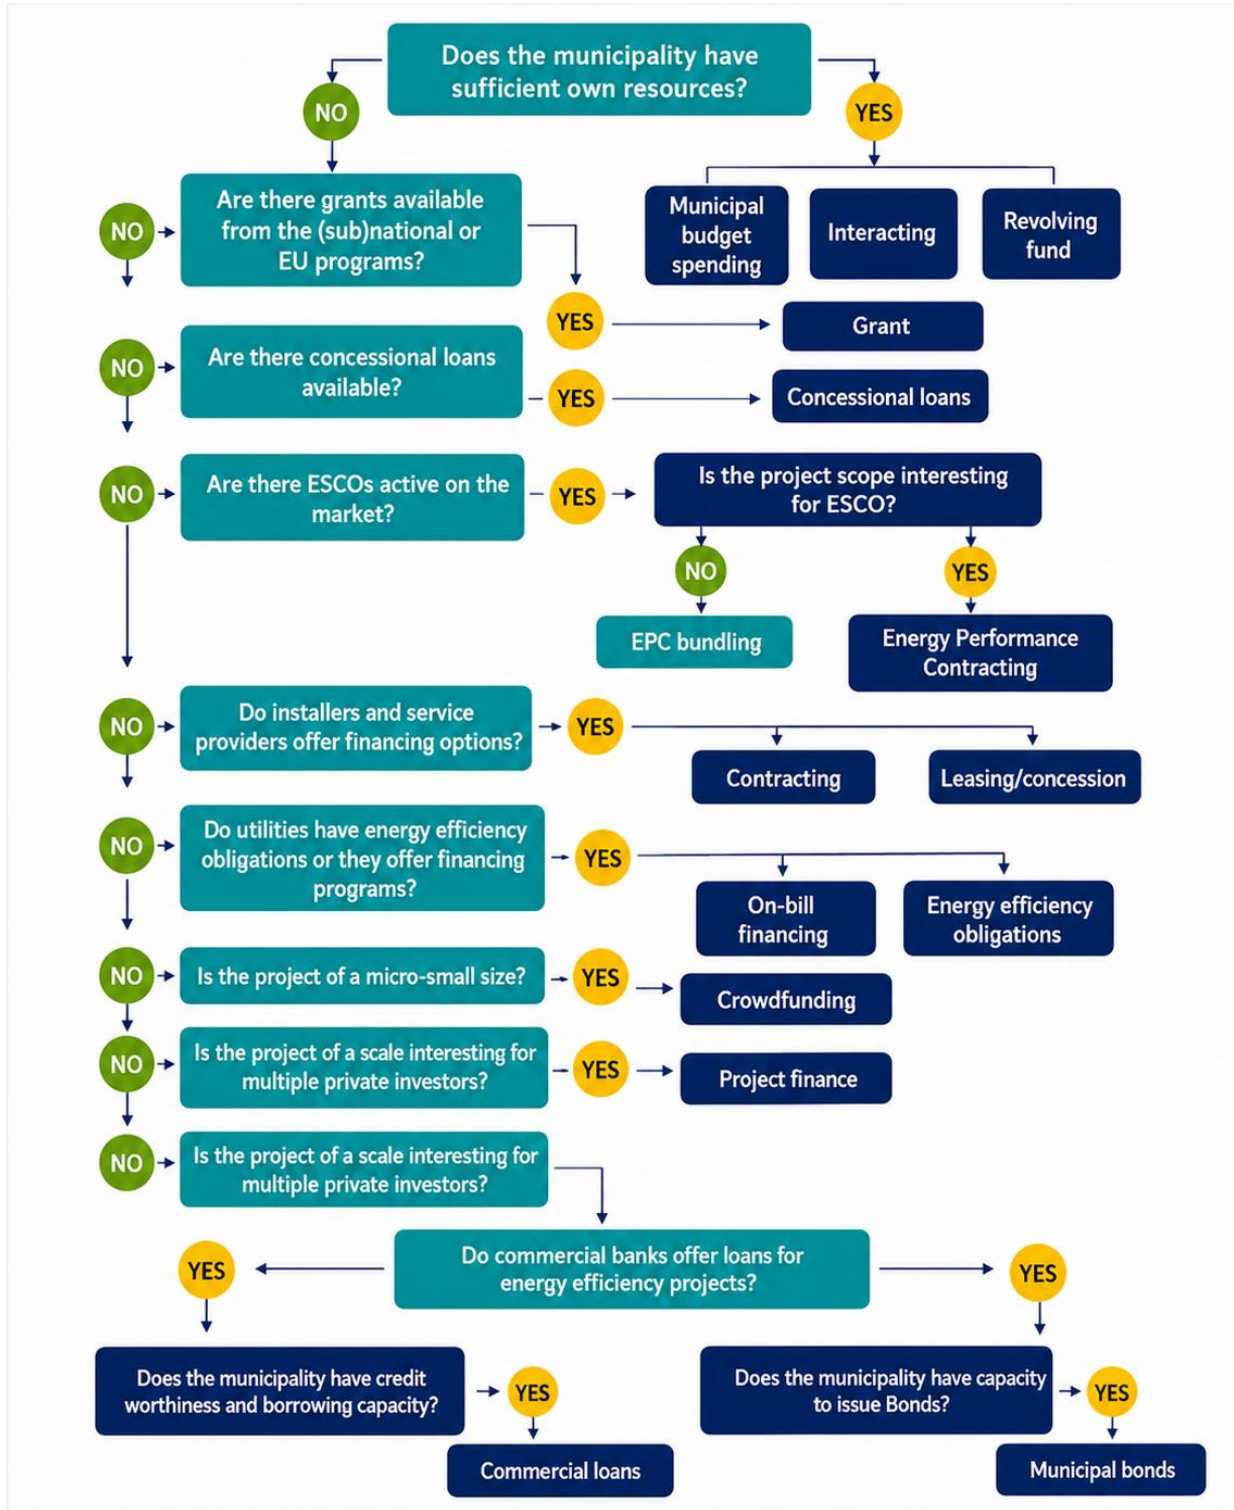 Does the municipality have
sufficient own resources?
NO
YES
Are there grants available
from the (sub)national or
EU programs?
NO
Municipal
budget
spending
Interacting
Revolving
fund
YES
Grant
NO
Are there concessional loans
available?
YES
Concessional loans
NO
Are there ESCOs active on the
market?
YES
Is the project scope interesting
for ESCO?
NO
YES
EPC bundling
Energy Performance
Contracting
NO
Do installers and service
providers offer financing options?
YES
Contracting
Leasing/concession
NO
Do utilities have energy efficiency
obligations or they offer financing
programs?
YES
On-bill
financing
Energy efficiency
obligations
NO
Is the project of a micro-small size?
YES
Crowdfunding
NO
Is the project of a scale interesting for
multiple private investors?
YES
Project finance
NO
Is the project of a scale interesting for
multiple private investors?
Do commercial banks offer loans for
energy efficiency projects?
YES
YES
Does the municipality have credit
worthiness and borrowing capacity?
YES
Commercial loans
Does the municipality have capacity
to issue Bonds?
YES
Municipal bonds